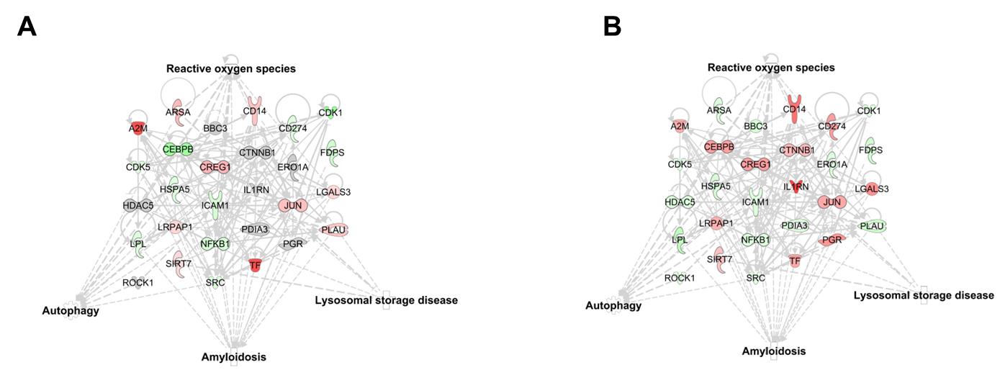 A
Reactive oxygen species
ARSA
CD14
CDK1
A2M
BBC3
CD274
CEBPB
CTNNB1
FDPS
CDK5
CREG1
ERO1A
HSPA5
IL1RN
LGALS3
HDAC5
ICAM1
JUN
LRPAP1
PDIA3
PLAU
LPL
NFKB1
PGR
SIRT7
TF
ROCK1
SRC
Lysosomal storage disease
Autophagy
Amyloidosis
B
Reactive oxygen species
ARSA
CD14
CDK1
A2M
BBC3
CD274
CEBPB
CTNNB1
FDPS
CDK5
CREG1
ERO1A
HSPA5
IL1RN
LGALS3
HDAC5
ICAM1
JUN
LRPAP1
PDIA3
PLAU
LPL
NFKB1
PGR
SIRT7
TF
ROCK1
SRC
Lysosomal storage disease
Autophagy
Amyloidosis